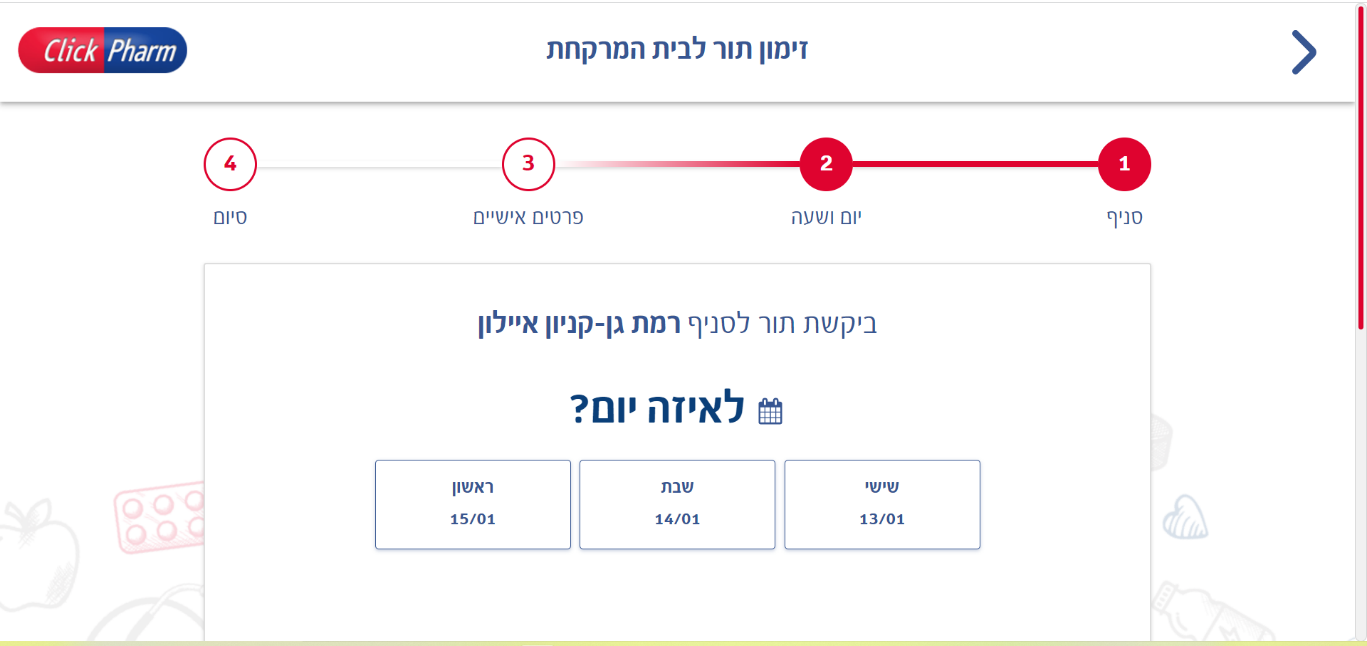 זימון תור לבית המרקחת
Click Pharm
1
2
3
4
סניף
יום ושעה
פרטים אישיים
סיום
ביקשת תור לסניף רמת גן-קניון איילון
לאיזה יום?
שישי
13/01
שבת
14/01
ראשון
15/01